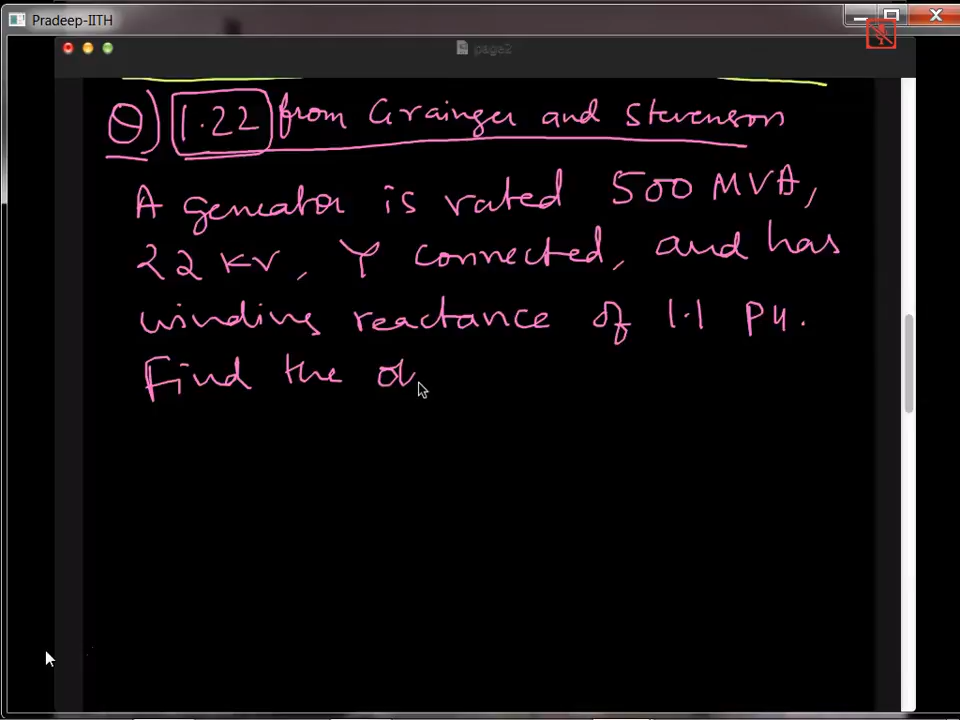 Pradeep-IITH
page2
Q) 1.22 from Grainger and Stevenson
A generator is rated 500 MVA,
22 KV, Y connected, and has
winding reactance of 1.1 Pu.
Find the